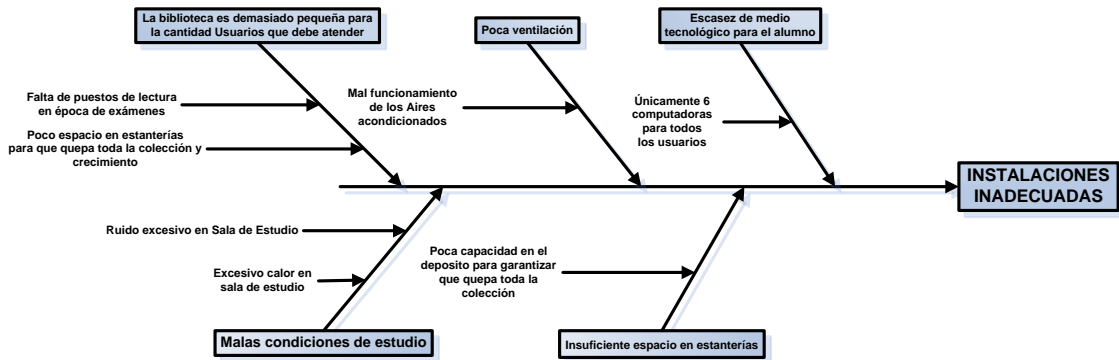 La biblioteca es demasiado pequeña para
la cantidad Usuarios que debe atender
Poca ventilación
Escasez de medio
tecnológico para el alumno
Falta de puestos de lectura
en época de exámenes
Poco espacio en estanterías
para que quepa toda la colección y
crecimiento
Mal funcionamiento
de los Aires
acondicionados
Únicamente 6
computadoras
para todos
los usuarios
INSTALACIONES
INADECUADAS
Ruido excesivo en Sala de Estudio
Excesivo calor en
sala de estudio
Poca capacidad en el
deposito para garantizar
que quepa toda la
colección
Malas condiciones de estudio
Insuficiente espacio en estanterías